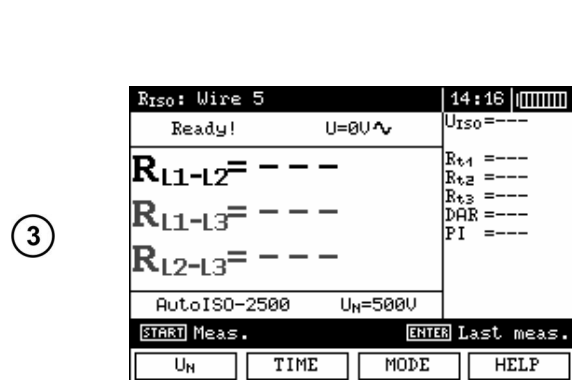 RISO: Wire 5 14:16
Ready! U=0V∿ UISO=---
RL1-L2= - - -
RL1-L3= - - -
RL2-L3= - - -
Rt1 =---
Rt2 =---
Rt3 =---
DAR =---
PI =---
3
AutoISO-2500 UN=500V
START Meas. ENTER Last meas.
UN TIME MODE HELP